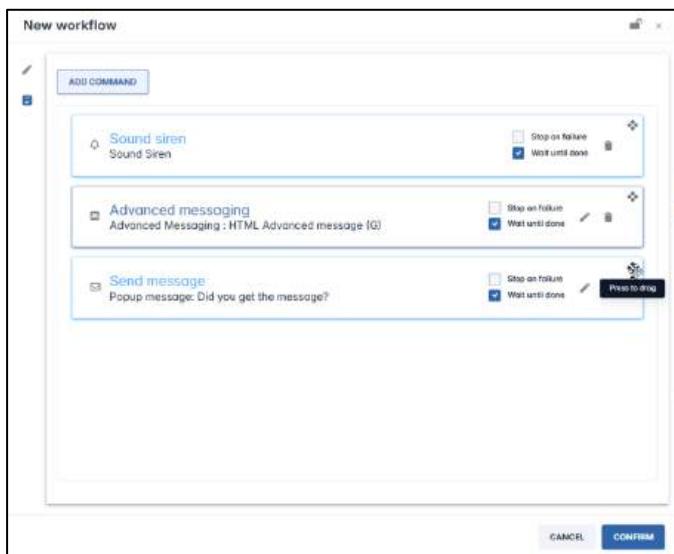 New workflow
ADD COMMAND
Sound siren
Sound Siren
Stop on failure
Wait until done
Advanced messaging
Advanced Messaging : HTML Advanced message (G)
Stop on failure
Wait until done
Send message
Popup message: Did you get the message?
Stop on failure
Wait until done
Press to drag
CANCEL
CONFIRM